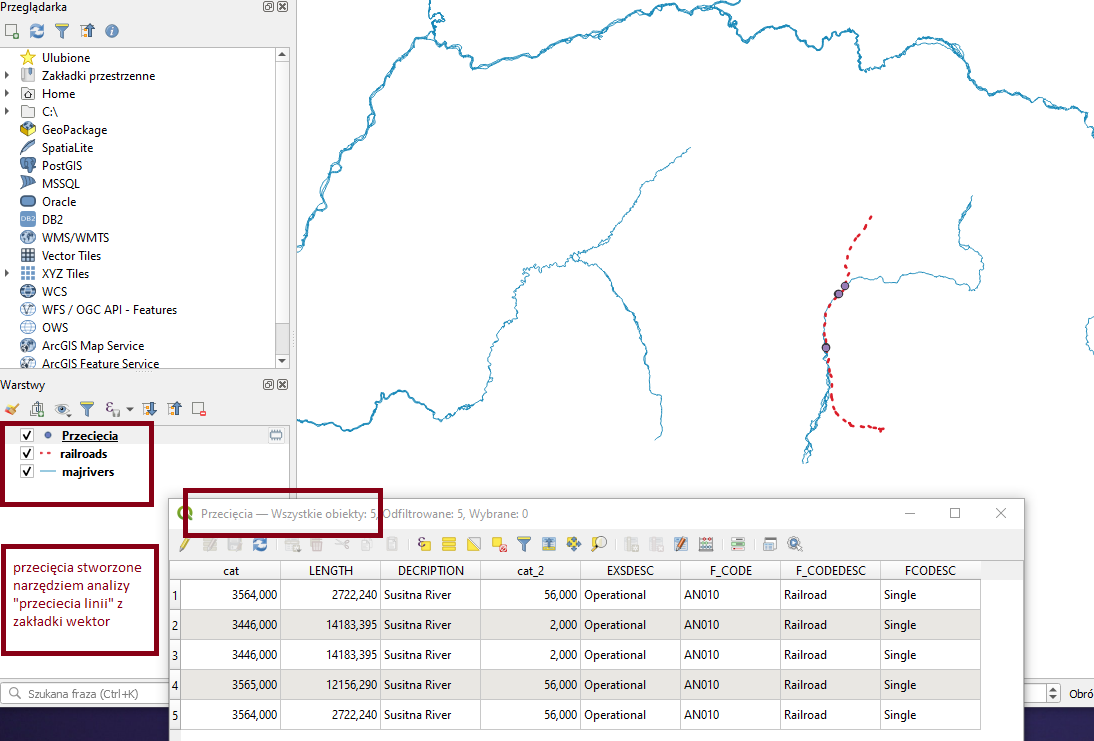 Przeglądarka
Ulubione
Zakładki przestrzenne
Home
C:\
GeoPackage
SpatiaLite
PostGIS
MSSQL
Oracle
DB2
DB2
WMS/WMTS
Vector Tiles
XYZ Tiles
WCS
WFS / OGC API - Features
OWS
ArcGIS Map Service
ArcGIS Feature Service
Warstwy
Przecięcia
railroads
majrivers
przecięcia stworzone
narzędziem analizy
"przeciecia linii" z
zakładki wektor
Szukana fraza (Ctrl+K)
Przecięcia — Wszystkie obiekty: 5, Odfiltrowane: 5, Wybrane: 0
cat LENGTH DECRIPTION cat_2 EXSDESC F_CODE F_CODEDESC FCODESC
1 3564,000 2722,240 Susitna River 56,000 Operational AN010 Railroad Single
2 3446,000 14183,395 Susitna River 2,000 Operational AN010 Railroad Single
3 3446,000 14183,395 Susitna River 2,000 Operational AN010 Railroad Single
4 3565,000 12156,290 Susitna River 56,000 Operational AN010 Railroad Single
5 3564,000 2722,240 Susitna River 56,000 Operational AN010 Railroad Single
Obró